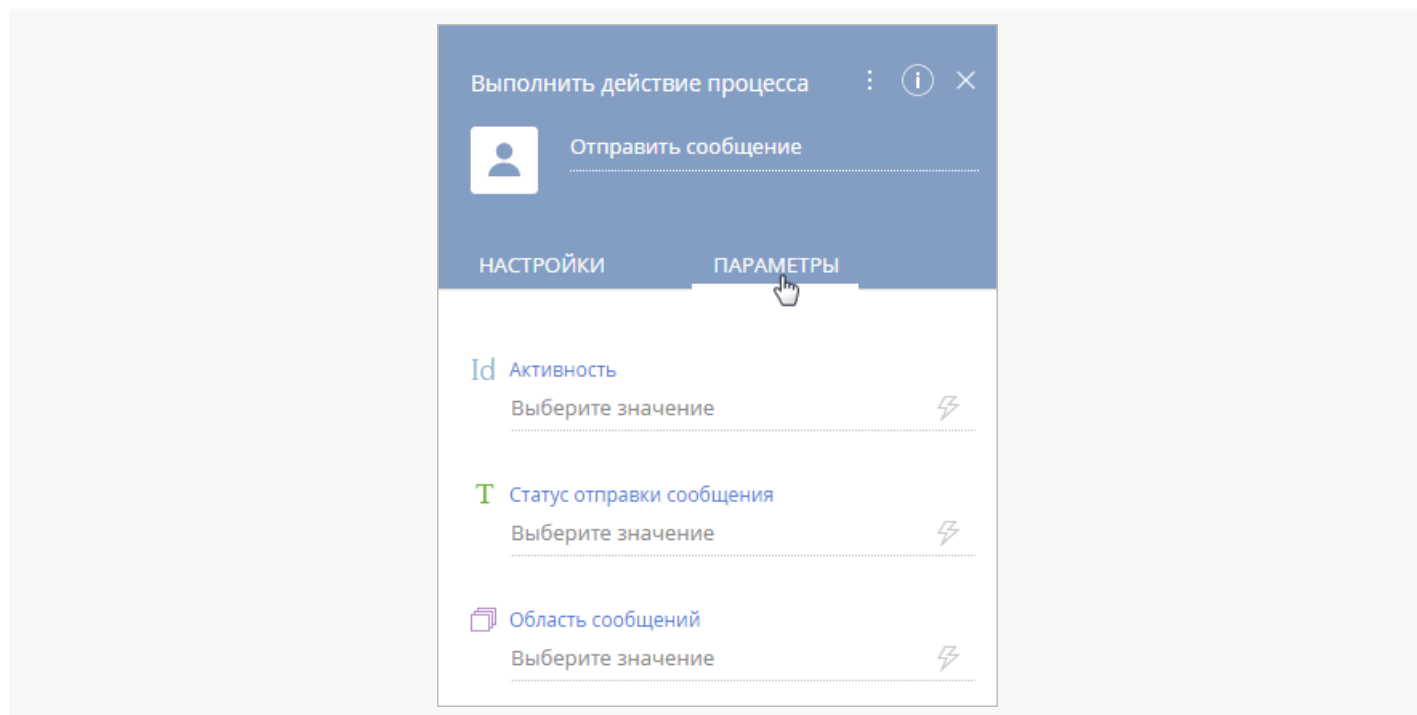 Выполнить действие процесса
Отправить сообщение
НАСТРОЙКИ ПАРАМЕТРЫ
Id Активность
Выберите значение
T Статус отправки сообщения
Выберите значение
Область сообщений
Выберите значение